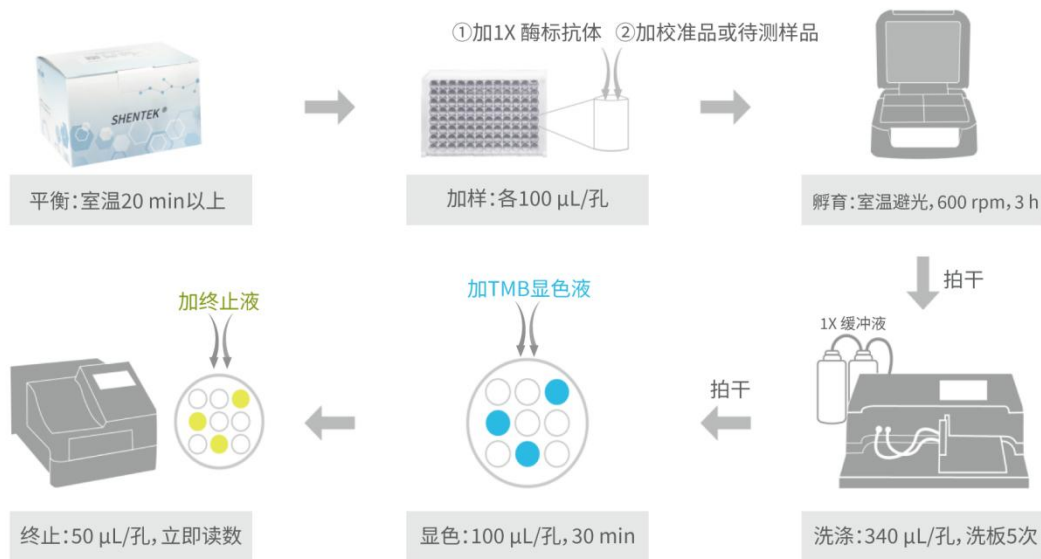 ①加1X 酶标抗体 ②加校准品或待测样品
SHENTEK®
平衡:室温20 min以上
加样:各100 μL/孔
孵育:室温避光, 600 rpm, 3 h
拍干
加终止液
加TMB显色液
1X 缓冲液
拍干
终止:50 μL/孔, 立即读数
显色:100 μL/孔, 30 min
洗涤:340 μL/孔, 洗板5次